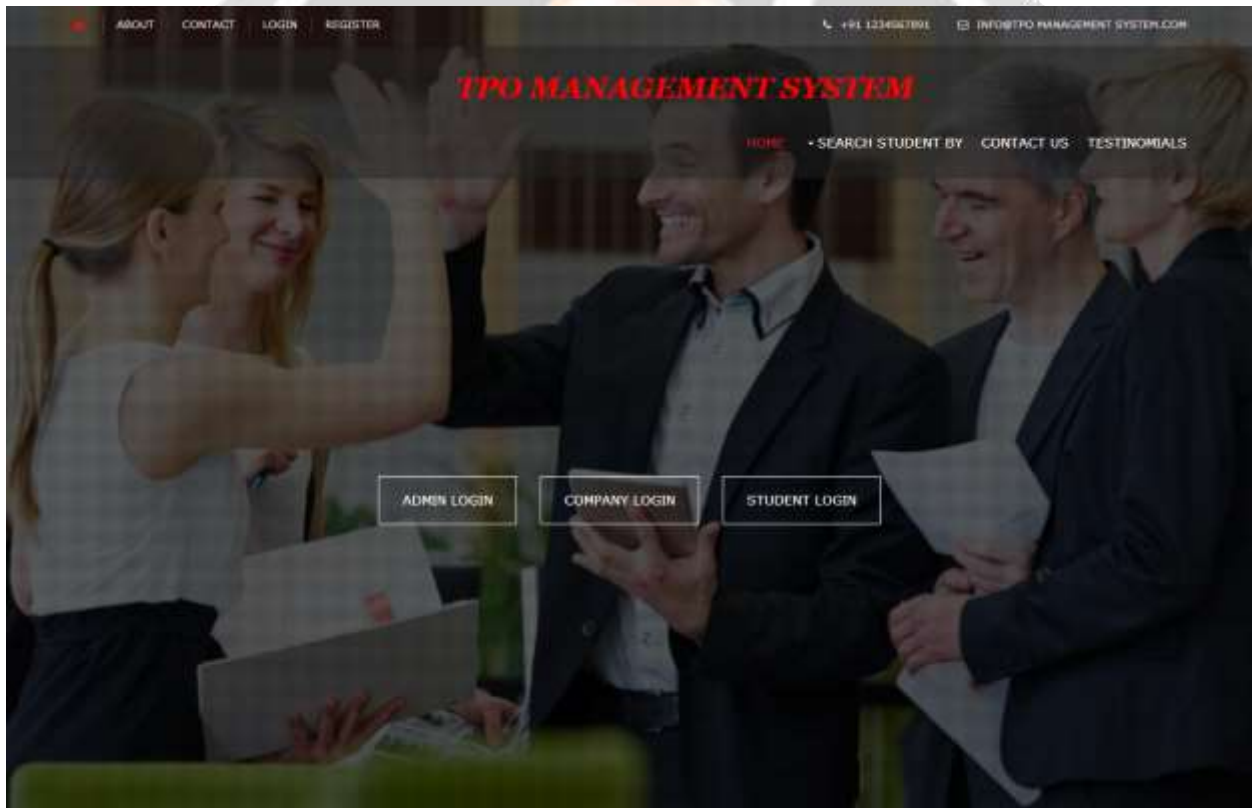 ABOUT CONTACT LOGIN REGISTER +91 1234567891 INFO@TPO MANAGEMENT SYSTEM.COM
TPO MANAGEMENT SYSTEM
HOME SEARCH STUDENT BY CONTACT US TESTINOMIALS
ADMIN LOGIN COMPANY LOGIN STUDENT LOGIN